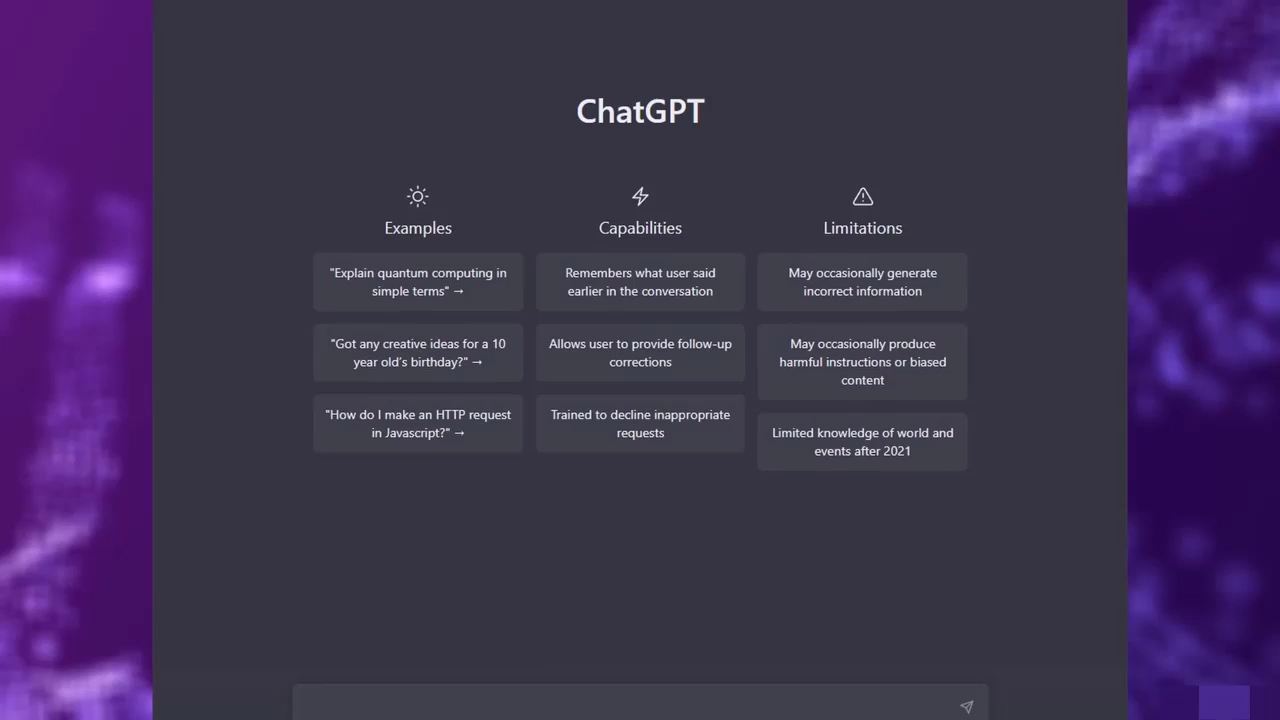 ChatGPT
Examples
"Explain quantum computing in
simple terms" →
"Got any creative ideas for a 10
year old's birthday?" →
"How do I make an HTTP request
in Javascript?" →
Capabilities
Remembers what user said
earlier in the conversation
Allows user to provide follow-up
corrections
Trained to decline inappropriate
requests
Limitations
May occasionally generate
incorrect information
May occasionally produce
harmful instructions or biased
content
Limited knowledge of world and
events after 2021